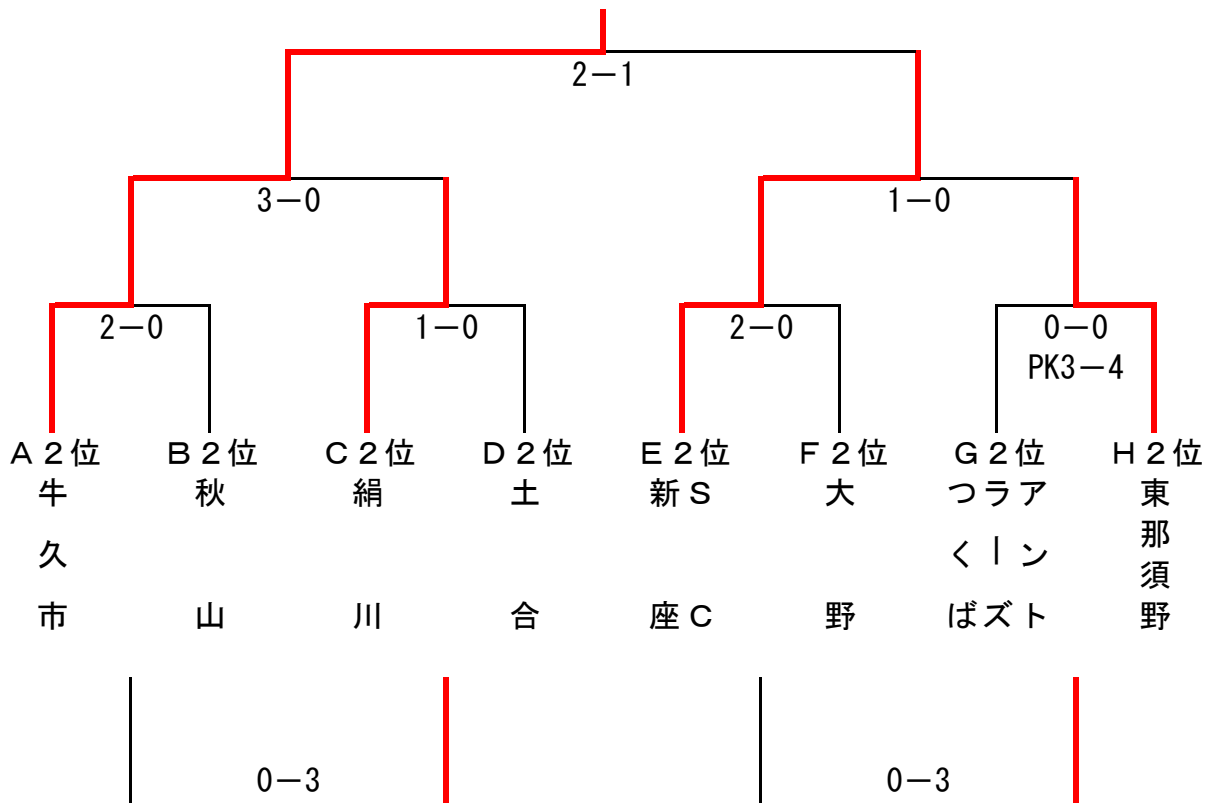 2－1
3－0
1－0
2－0
1－0
2－0
0－0
PK3－4
A２位
B２位
C２位
D２位
E２位
F２位
G２位
H２位
牛久市
秋山
絹川
土合
新座
SC
大野
アント
ラーズ
つくば
東那須野
0－3
0－3